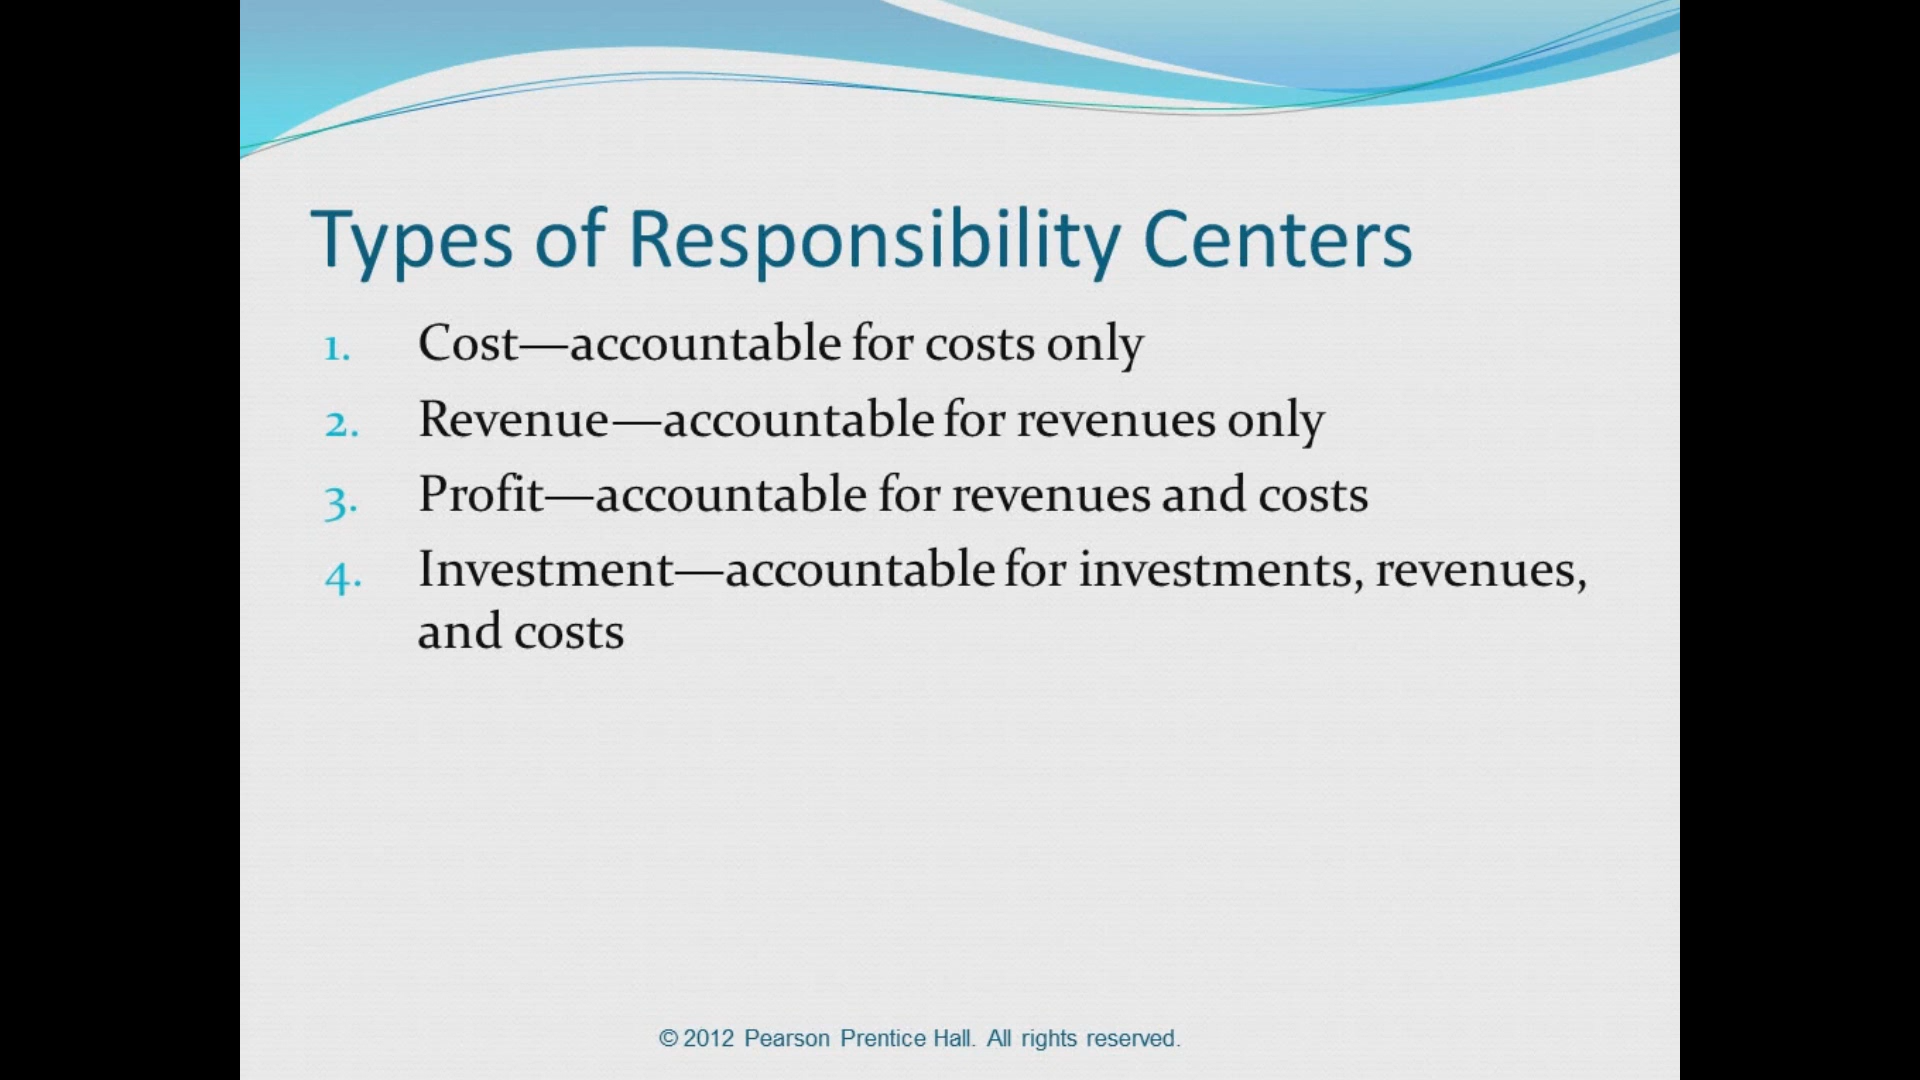 Types of Responsibility Centers
1. Cost—accountable for costs only
2. Revenue—accountable for revenues only
3. Profit—accountable for revenues and costs
4. Investment—accountable for investments, revenues,
and costs
© 2012 Pearson Prentice Hall. All rights reserved.